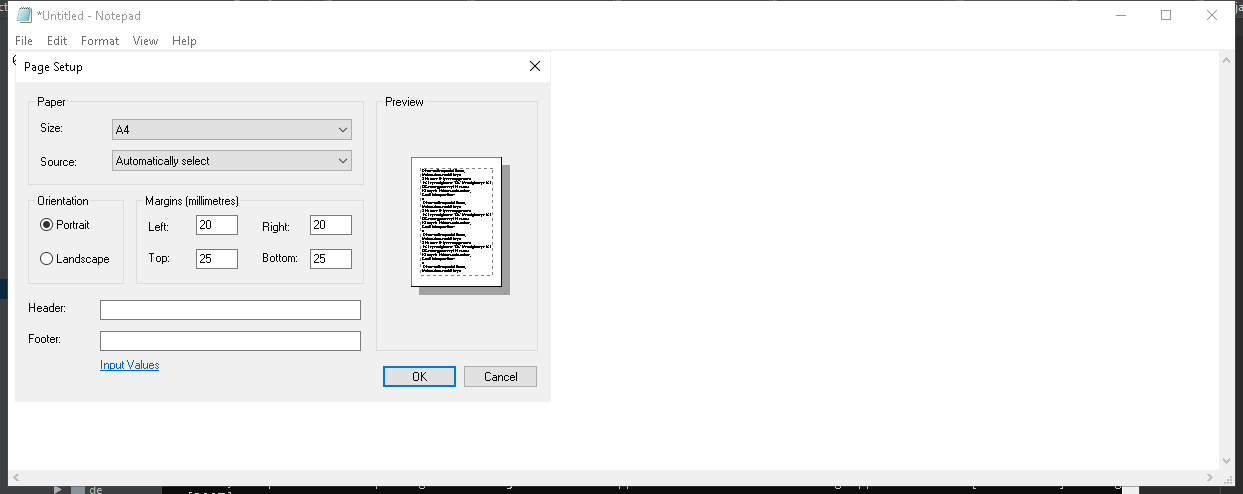 *Untitled - Notepad
File Edit Format View Help
Page Setup
Paper
Size: A4
Source: Automatically select
Orientation
Portrait
Landscape
Margins (millimetres)
Left: 20 Right: 20
Top: 25 Bottom: 25
Preview
Header:
Footer:
Input Values
OK Cancel
de